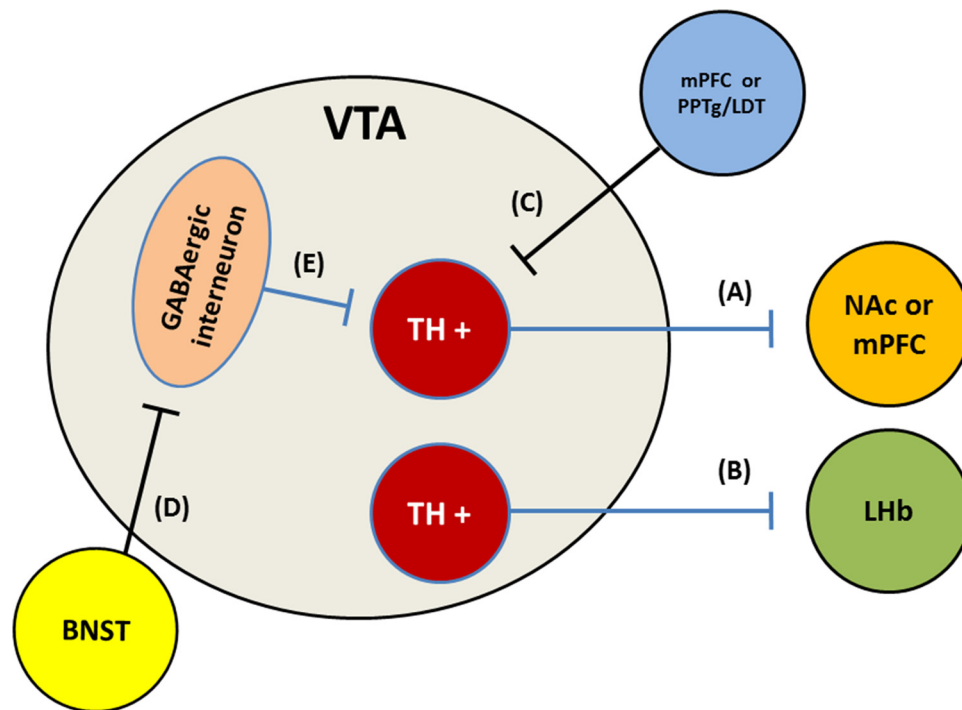 mPFC or
PPTg/LDT
VTA
(C)
GABAergic
interneuron
(E)
(A)
NAc or
mPFC
TH +
(B)
TH +
LHb
(D)
BNST